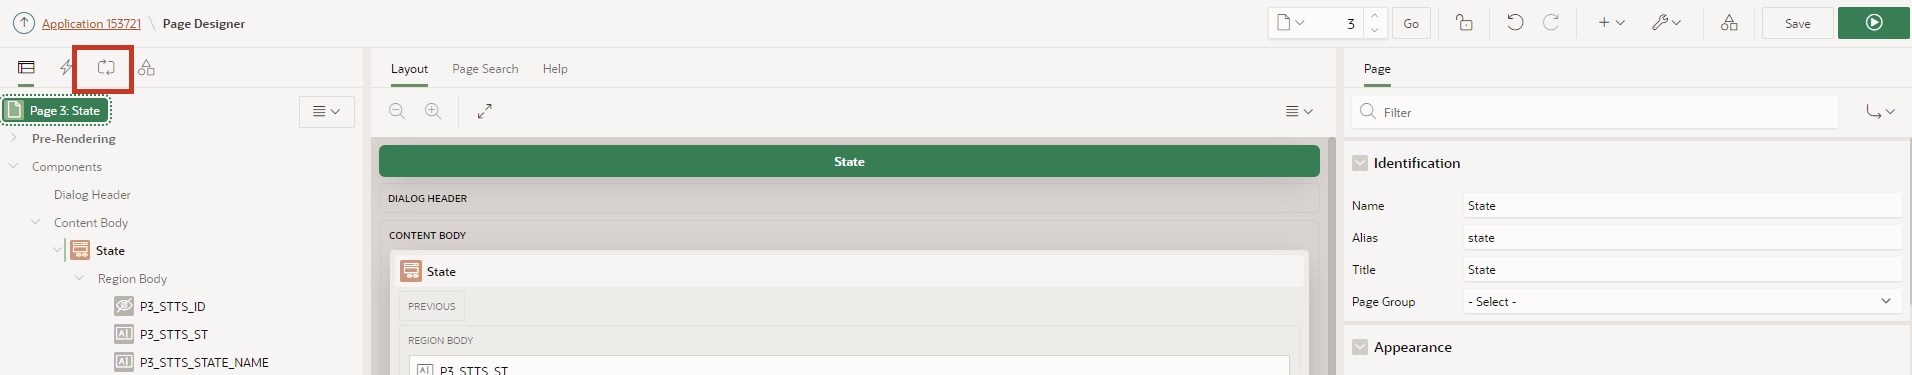 Application 153721 \ Page Designer
3
Go
Save
Layout
Page Search
Help
Page
Page 3: State
Filter
Pre-Rendering
Components
Dialog Header
Content Body
State
Region Body
P3_STTS_ID
P3_STTS_ST
P3_STTS_STATE_NAME
State
DIALOG HEADER
CONTENT BODY
State
PREVIOUS
REGION BODY
P3_STTS_ST
Identification
Name State
Alias state
Title State
Page Group - Select -
Appearance